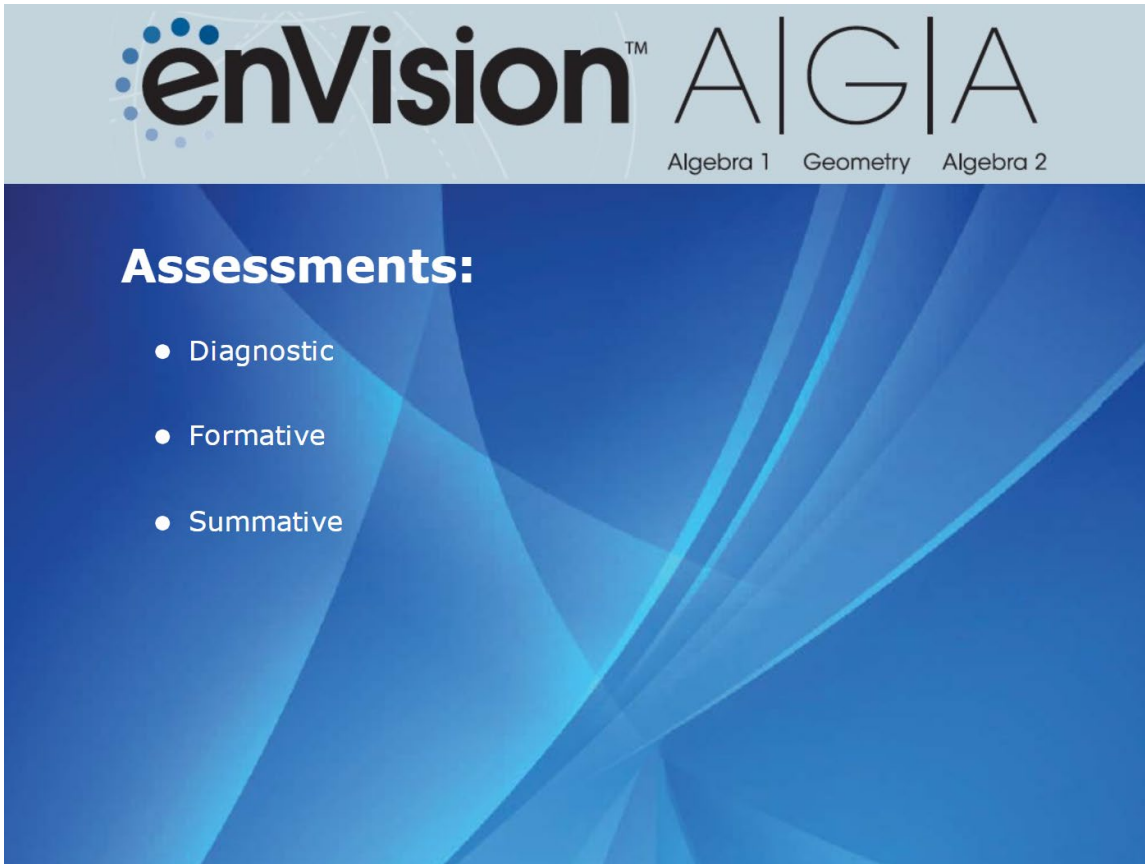 enVision™ A|G|A
Algebra 1 Geometry Algebra 2
Assessments:
• Diagnostic
• Formative
• Summative